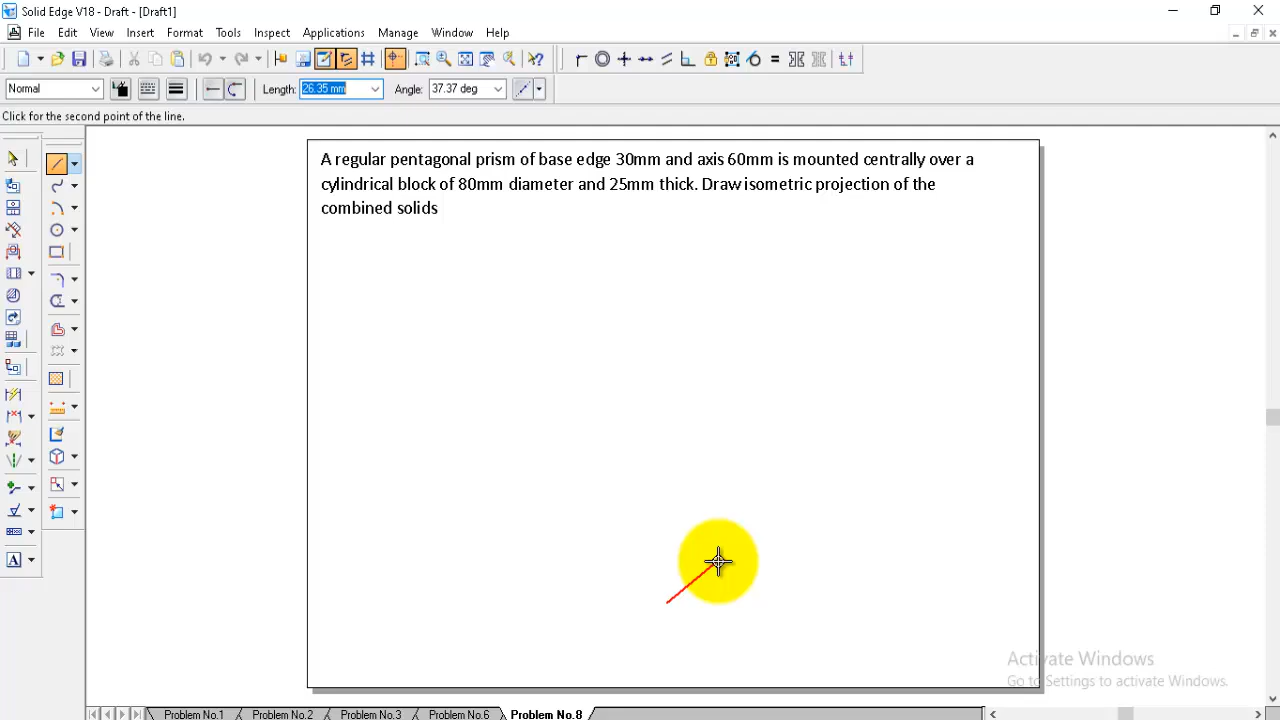 Solid Edge V18 - Draft - [Draft1]
File Edit View Insert Format Tools Inspect Applications Manage Window Help
Normal Length: 26.35 mm Angle: 37.37 deg
Click for the second point of the line.
A regular pentagonal prism of base edge 30mm and axis 60mm is mounted centrally over a
cylindrical block of 80mm diameter and 25mm thick. Draw isometric projection of the
combined solids
A
Activate Windows
Go to Settings to activate Windows.
Problem No.1 Problem No.2 Problem No.3 Problem No.6 Problem No.8